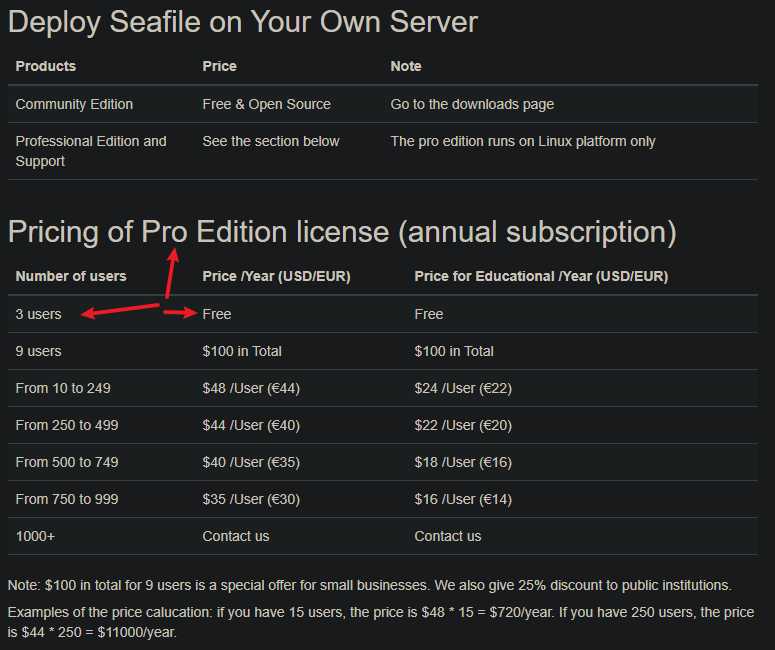 Deploy Seafile on Your Own Server
Products Price Note
Community Edition Free & Open Source Go to the downloads page
Professional Edition and Support See the section below The pro edition runs on Linux platform only
Pricing of Pro Edition license (annual subscription)
Number of users Price /Year (USD/EUR) Price for Educational /Year (USD/EUR)
3 users Free Free
9 users $100 in Total $100 in Total
From 10 to 249 $48 /User (€44) $24 /User (€22)
From 250 to 499 $44 /User (€40) $22 /User (€20)
From 500 to 749 $40 /User (€35) $18 /User (€16)
From 750 to 999 $35 /User (€30) $16 /User (€14)
1000+ Contact us Contact us
Note: $100 in total for 9 users is a special offer for small businesses. We also give 25% discount to public institutions.
Examples of the price calucation: if you have 15 users, the price is $48 * 15 = $720/year. If you have 250 users, the price
is $44 * 250 = $11000/year.